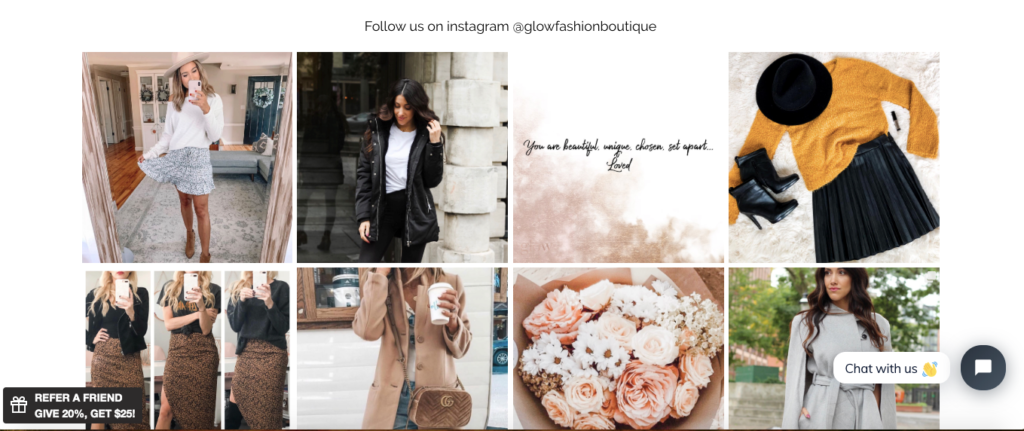 Follow us on instagram @glowfashionboutique
You are beautiful, unique, chosen, set apart...
Loved
Chat with us 👋
REFER A FRIEND
GIVE 20%, GET $25!